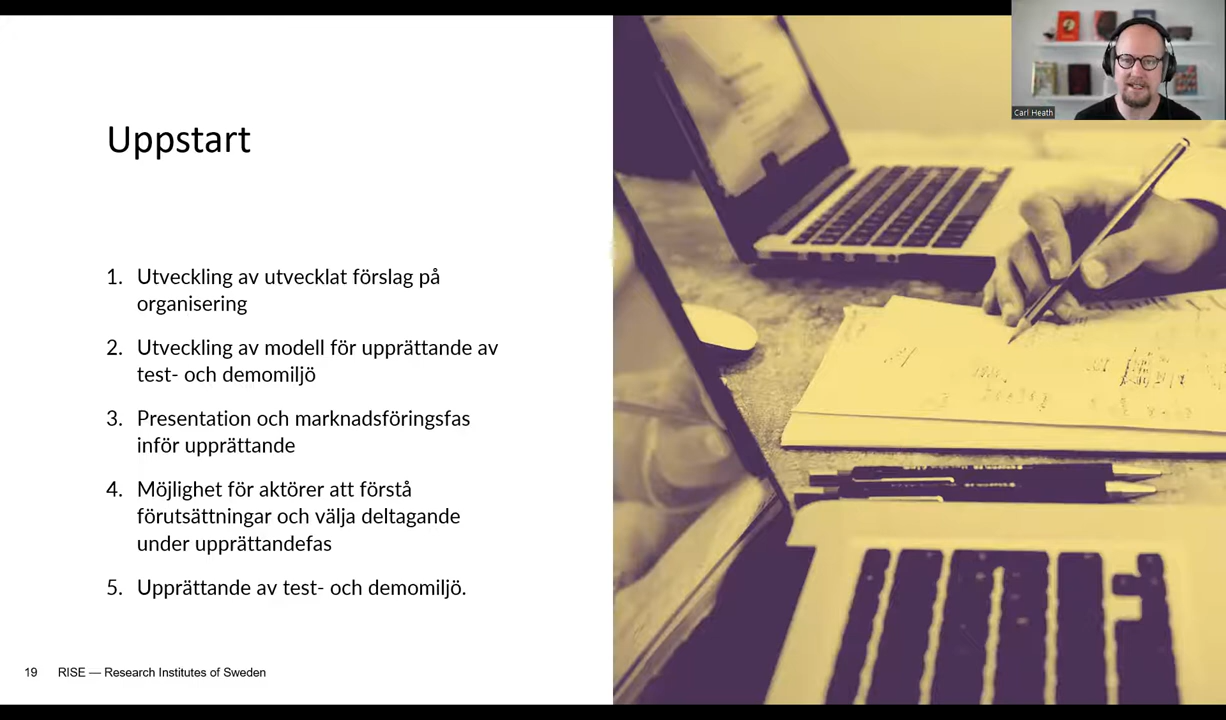 Carl Heath
Uppstart
1. Utveckling av utvecklat förslag på
organisering
2. Utveckling av modell för upprättande av
test- och demomiljö
3. Presentation och marknadsföringsfas
inför upprättande
4. Möjlighet för aktörer att förstå
förutsättningar och välja deltagande
under upprättandefas
5. Upprättande av test- och demomiljö.
19 RISE — Research Institutes of Sweden